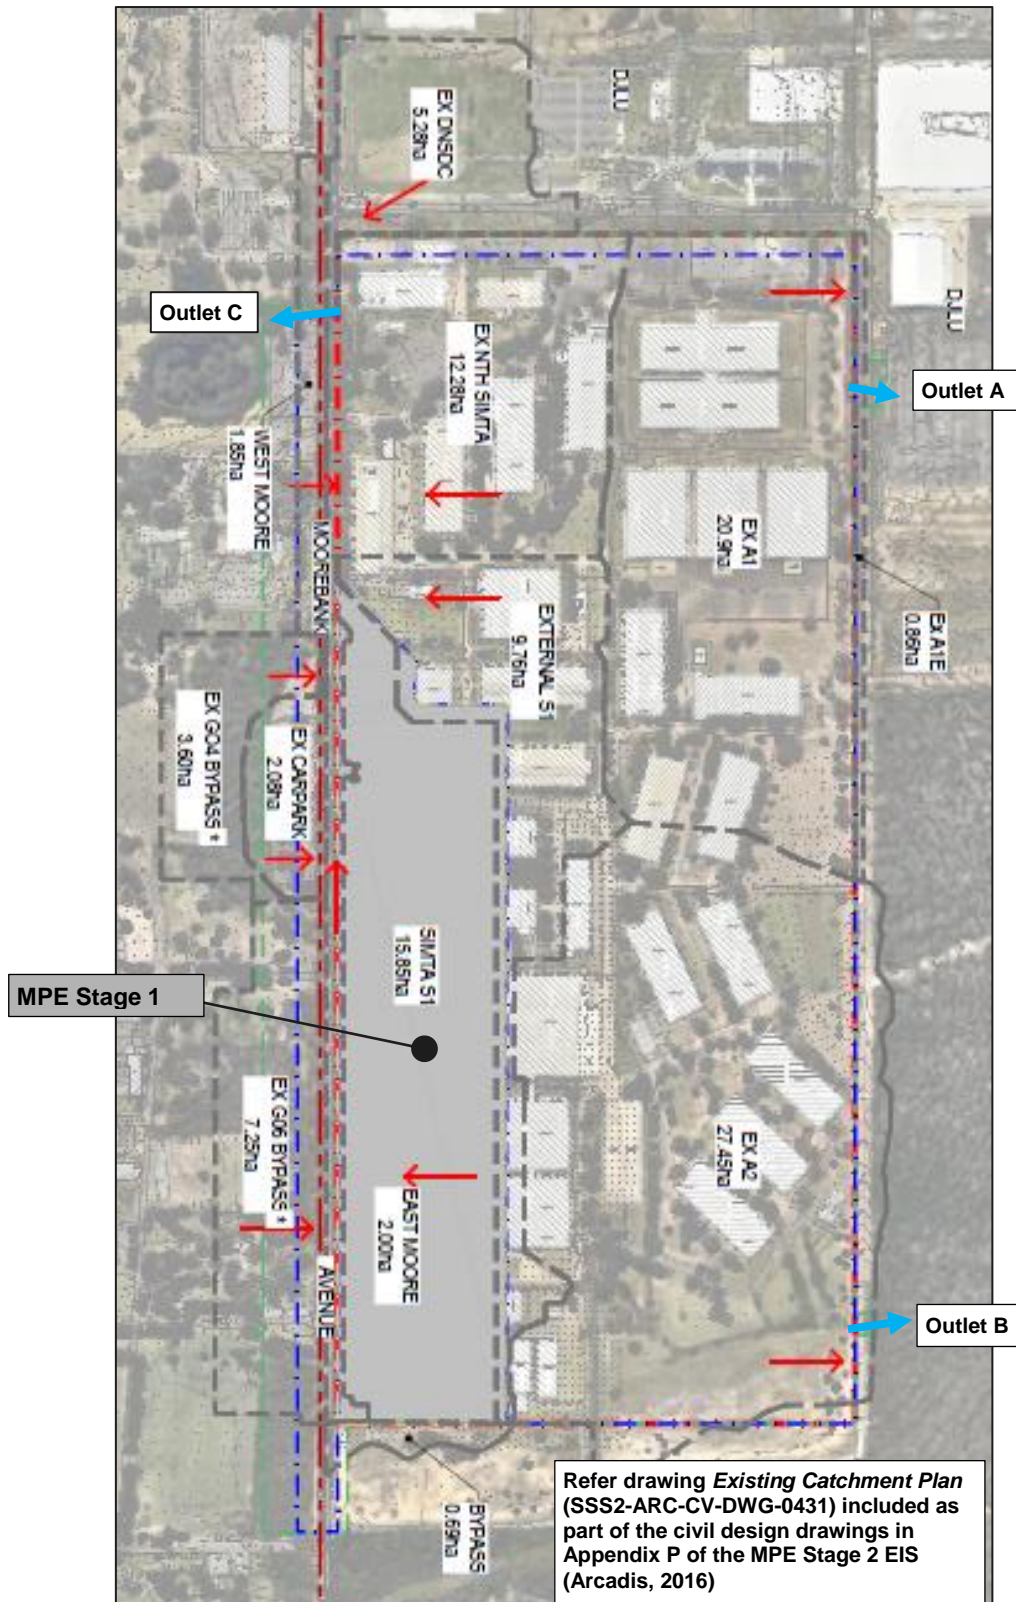 DJLU
EX DNSDC
5.28ha
DJLU
Outlet C
Outlet A
EX NTH SIMTA
12.28ha
WEST MOORE
1.85ha
EX A1
20.9ha
EX A1E
0.86ha
MOOREBANK
EXTERNAL S1
9.76ha
EX GO4 BYPASS *
3.60ha
EX CARPARK
2.08ha
SIMTA S1
15.85ha
MPE Stage 1
EX A2
27.45ha
EX G06 BYPASS *
7.25ha
EAST MOORE
2.00ha
AVENUE
Outlet B
BYPASS
0.69ha
Refer drawing Existing Catchment Plan
(SSS2-ARC-CV-DWG-0431) included as
part of the civil design drawings in
Appendix P of the MPE Stage 2 EIS
(Arcadis, 2016)